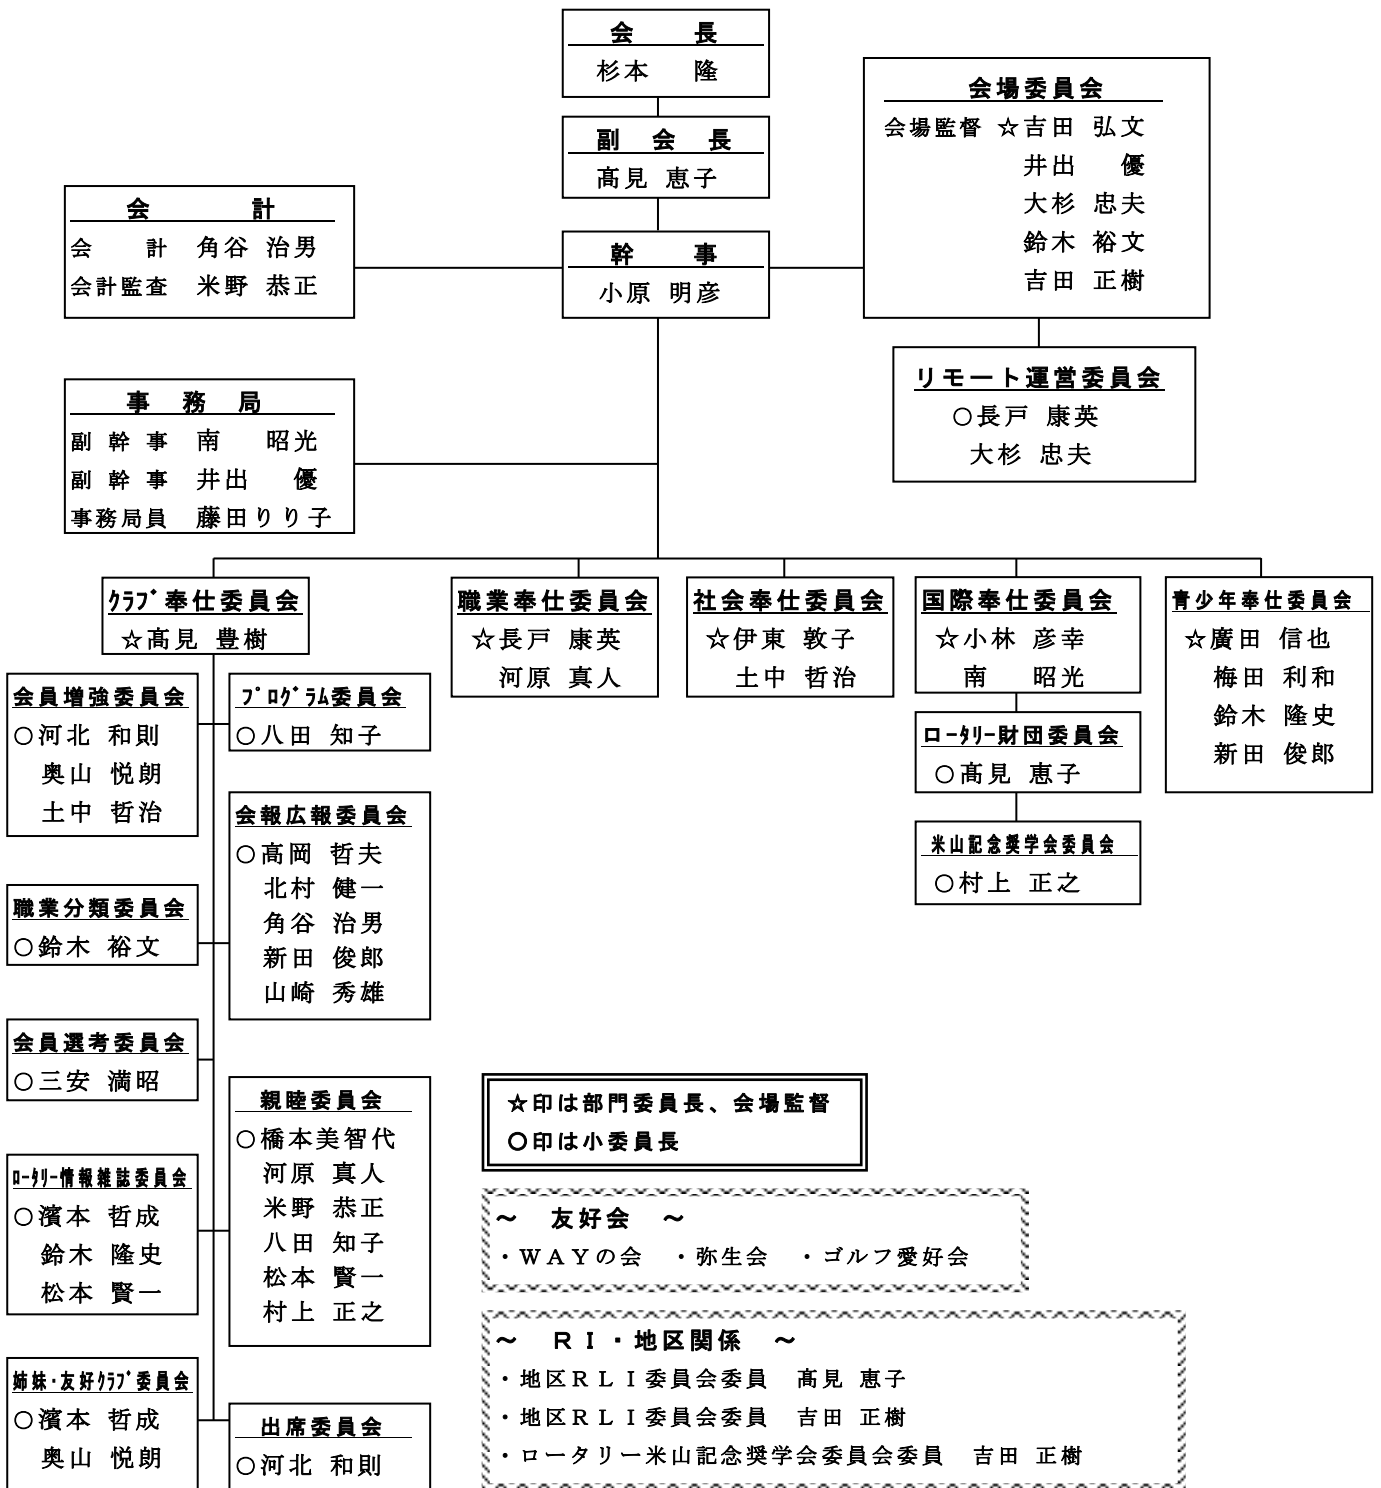 会　長
杉本　隆
副　会　長
髙見 恵子
幹　事
小原 明彦
会場委員会
会場監督 ☆吉田 弘文
井出　優
大杉 忠夫
鈴木 裕文
吉田 正樹
リモート運営委員会
○長戸 康英
大杉 忠夫
会　計
会　計 角谷 治男
会計監査 米野 恭正
事　務　局
副 幹 事 南　昭光
副 幹 事 井出　優
事務局員 藤田りり子
ｸﾗﾌﾞ奉仕委員会
☆髙見 豊樹
職業奉仕委員会
☆長戸 康英
河原 真人
社会奉仕委員会
☆伊東 敦子
土中 哲治
国際奉仕委員会
☆小林 彦幸
南　昭光
ﾛｰﾀﾘｰ財団委員会
○髙見 恵子
米山記念奨学会委員会
○村上 正之
青少年奉仕委員会
☆廣田 信也
梅田 利和
鈴木 隆史
新田 俊郎
会員増強委員会
○河北 和則
奥山 悦朗
土中 哲治
職業分類委員会
○鈴木 裕文
会員選考委員会
○三安 満昭
ﾛｰﾀﾘｰ情報雑誌委員会
○濱本 哲成
鈴木 隆史
松本 賢一
姉妹・友好ｸﾗﾌﾞ委員会
○濱本 哲成
奥山 悦朗
ﾌﾟﾛｸﾞﾗﾑ委員会
○八田 知子
会報広報委員会
○髙岡 哲夫
北村 健一
角谷 治男
新田 俊郎
山崎 秀雄
親睦委員会
○橋本美智代
河原 真人
米野 恭正
八田 知子
松本 賢一
村上 正之
出席委員会
○河北 和則
☆印は部門委員長、会場監督
○印は小委員長
～　友好会　～
・ＷＡＹの会　・弥生会　・ゴルフ愛好会
～　ＲＩ・地区関係　～
・地区ＲＬＩ委員会委員　髙見 恵子
・地区ＲＬＩ委員会委員　吉田 正樹
・ロータリー米山記念奨学会委員会委員　吉田 正樹